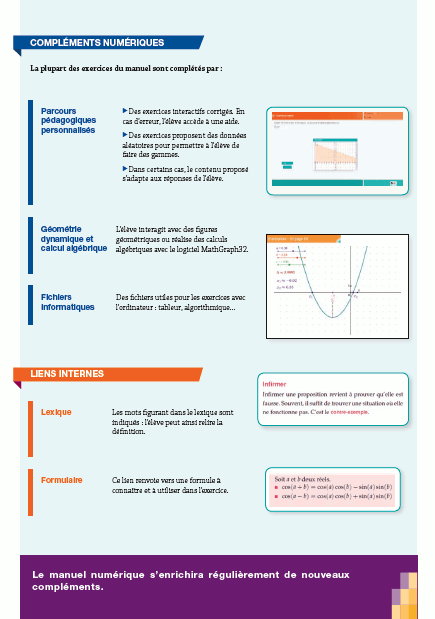 COMPLÉMENTS NUMÉRIQUES
La plupart des exercices du manuel sont complétés par :
Parcours
pédagogiques
personnalisés
▶ Des exercices interactifs corrigés. En
cas d'erreur, l'élève accède à une aide.
▶ Des exercices proposent des données
aléatoires pour permettre à l'élève de
faire des gammes.
▶ Dans certains cas, le contenu proposé
s'adapte aux réponses de l'élève.
Géométrie
dynamique et
calcul algébrique
L'élève interagit avec des figures
géométriques ou réalise des calculs
algébriques avec le logiciel MathGraph32.
Fichiers
informatiques
Des fichiers utiles pour les exercices avec
l'ordinateur : tableur, algorithmique...
LIENS INTERNES
Lexique
Les mots figurant dans le lexique sont
indiqués : l'élève peut ainsi relire la
définition.
Infirmer
Infirmer une proposition revient à prouver qu'elle est
fausse. Souvent, il suffit de trouver une situation où elle
ne fonctionne pas. C'est le contre-exemple.
Formulaire
Ce lien renvoie vers une formule à
connaître et à utiliser dans l'exercice.
Soit a et b deux réels.
■ cos(a + b) = cos(a) cos(b) − sin(a) sin(b)
■ cos(a − b) = cos(a) cos(b) + sin(a) sin(b)
Le manuel numérique s'enrichira régulièrement de nouveaux
compléments.